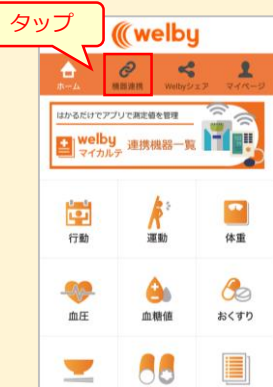 タップ
welby
ホーム
機器連携
Welbyシェア
マイページ
はかるだけでアプリで測定値を管理
welby
マイカルテ
連携機器一覧
行動
運動
体重
血圧
血糖値
おくすり